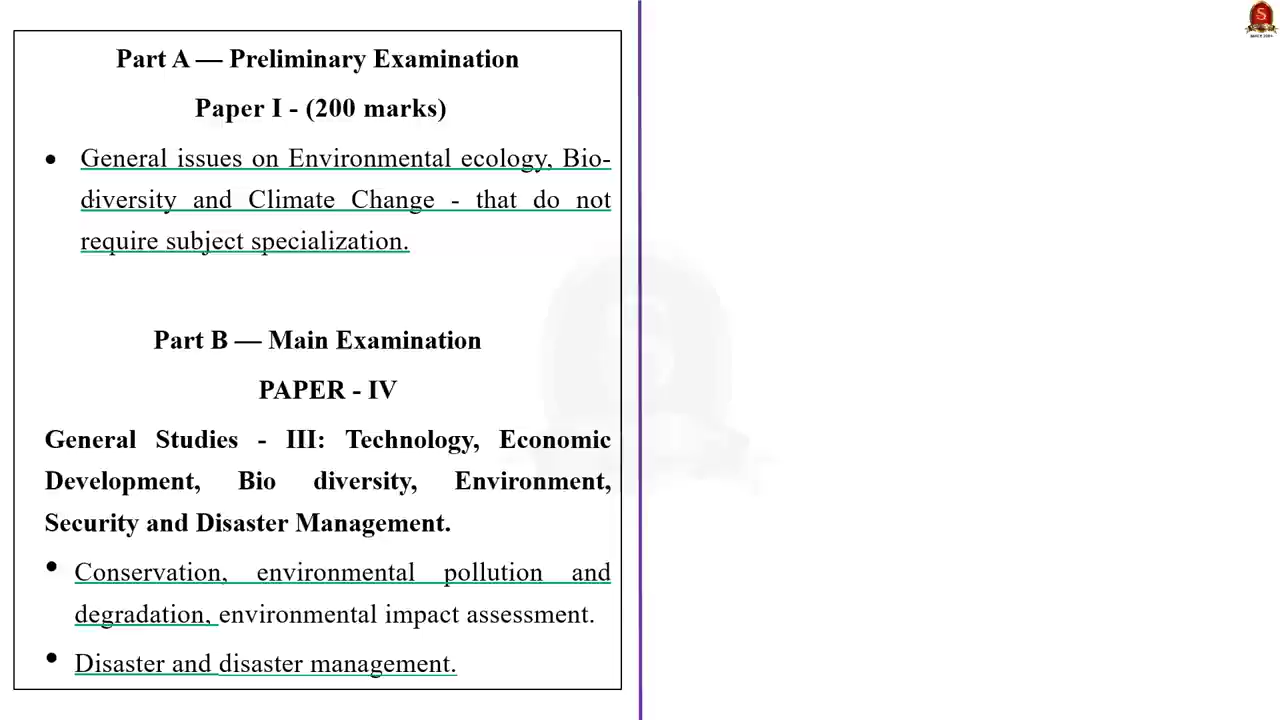 Part A — Preliminary Examination
Paper I - (200 marks)
• General issues on Environmental ecology, Bio-
diversity and Climate Change - that do not
require subject specialization.
Part B — Main Examination
PAPER - IV
General Studies - III: Technology, Economic
Development, Bio diversity, Environment,
Security and Disaster Management.
• Conservation, environmental pollution and
degradation, environmental impact assessment.
• Disaster and disaster management.
S
SINCE 2004